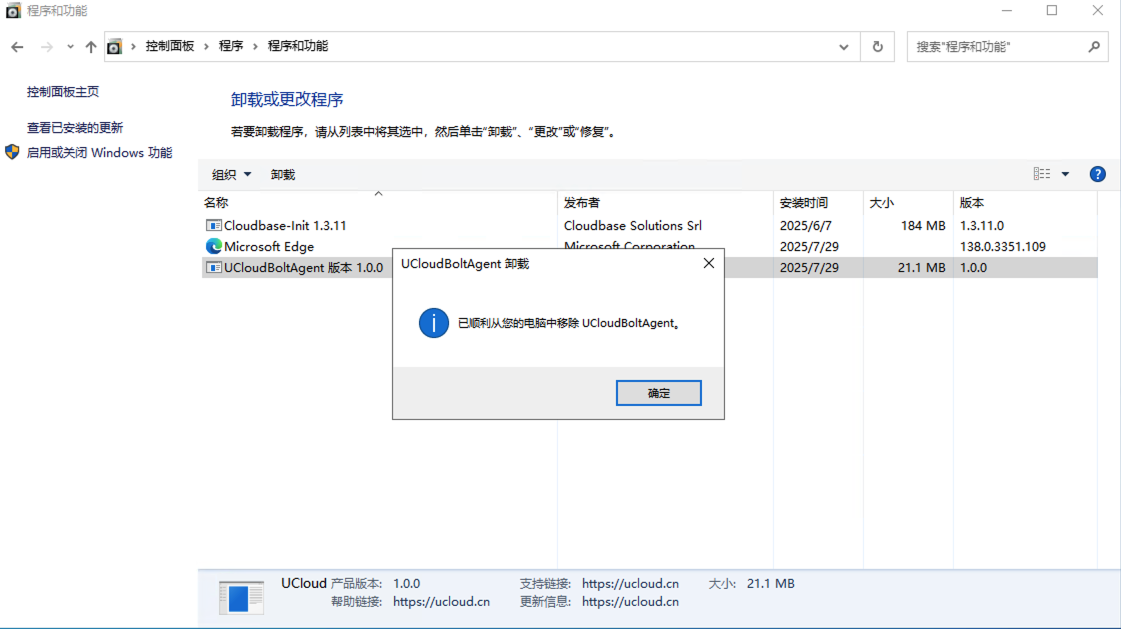 程序和功能
控制面板 程序 程序和功能
搜索"程序和功能"
控制面板主页
查看已安装的更新
启用或关闭 Windows 功能
卸载或更改程序
若要卸载程序，请从列表中将其选中，然后单击“卸载”、“更改”或“修复”。
组织 卸载
名称 发布者 安装时间 大小 版本
Cloudbase-Init 1.3.11 Cloudbase Solutions Srl 2025/6/7 184 MB 1.3.11.0
Microsoft Edge Microsoft Corporation 2025/7/29 138.0.3351.109
UCloudBoltAgent 版本 1.0.0 2025/7/29 21.1 MB 1.0.0
UCloudBoltAgent 卸载
已顺利从您的电脑中移除 UCloudBoltAgent。
确定
UCloud 产品版本: 1.0.0 支持链接: https://ucloud.cn 大小: 21.1 MB
帮助链接: https://ucloud.cn 更新信息: https://ucloud.cn